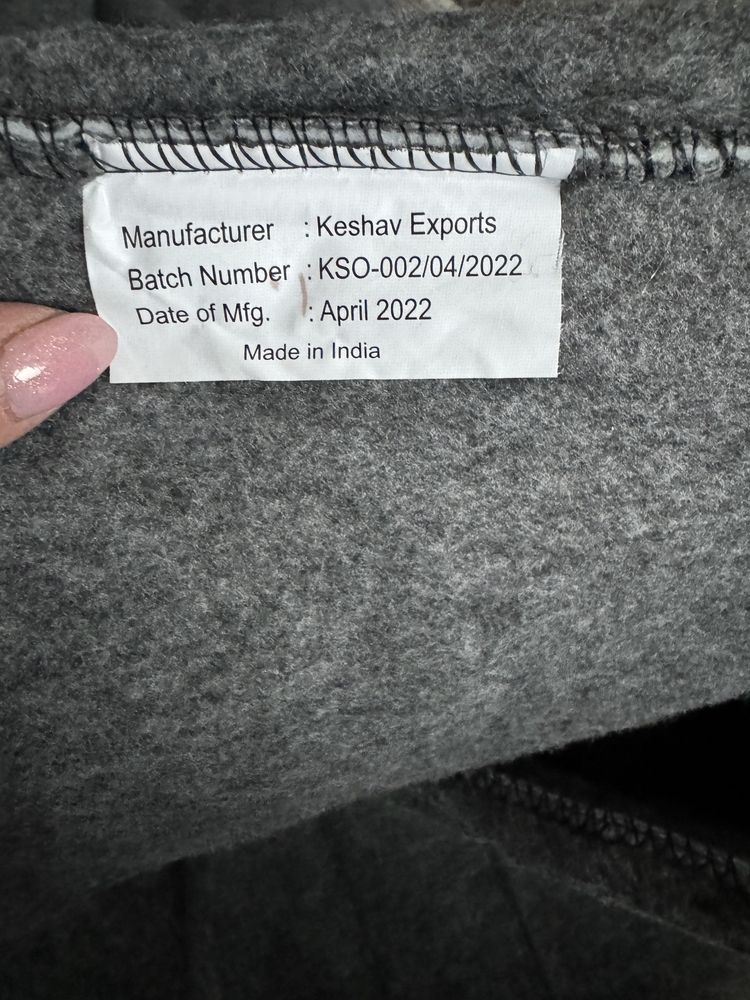 Manufacturer : Keshav Exports
Batch Number : KSO-002/04/2022
Date of Mfg. : April 2022
Made in India